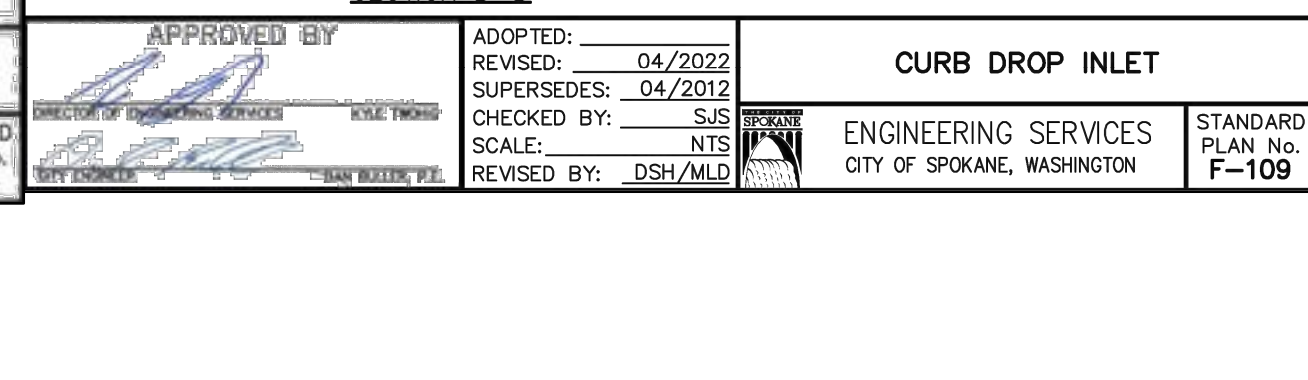 APPROVED BY
DIRECTOR OF ENGINEERING SERVICES KYLE TWOHIG
CITY ENGINEER DAN BULLER, P.E.
ADOPTED:
REVISED: 04/2022
SUPERSEDES: 04/2012
CHECKED BY: SJS
SCALE: NTS
REVISED BY: DSH/MLD
CURB DROP INLET
SPOKANE
ENGINEERING SERVICES
CITY OF SPOKANE, WASHINGTON
STANDARD
PLAN No.
F-109